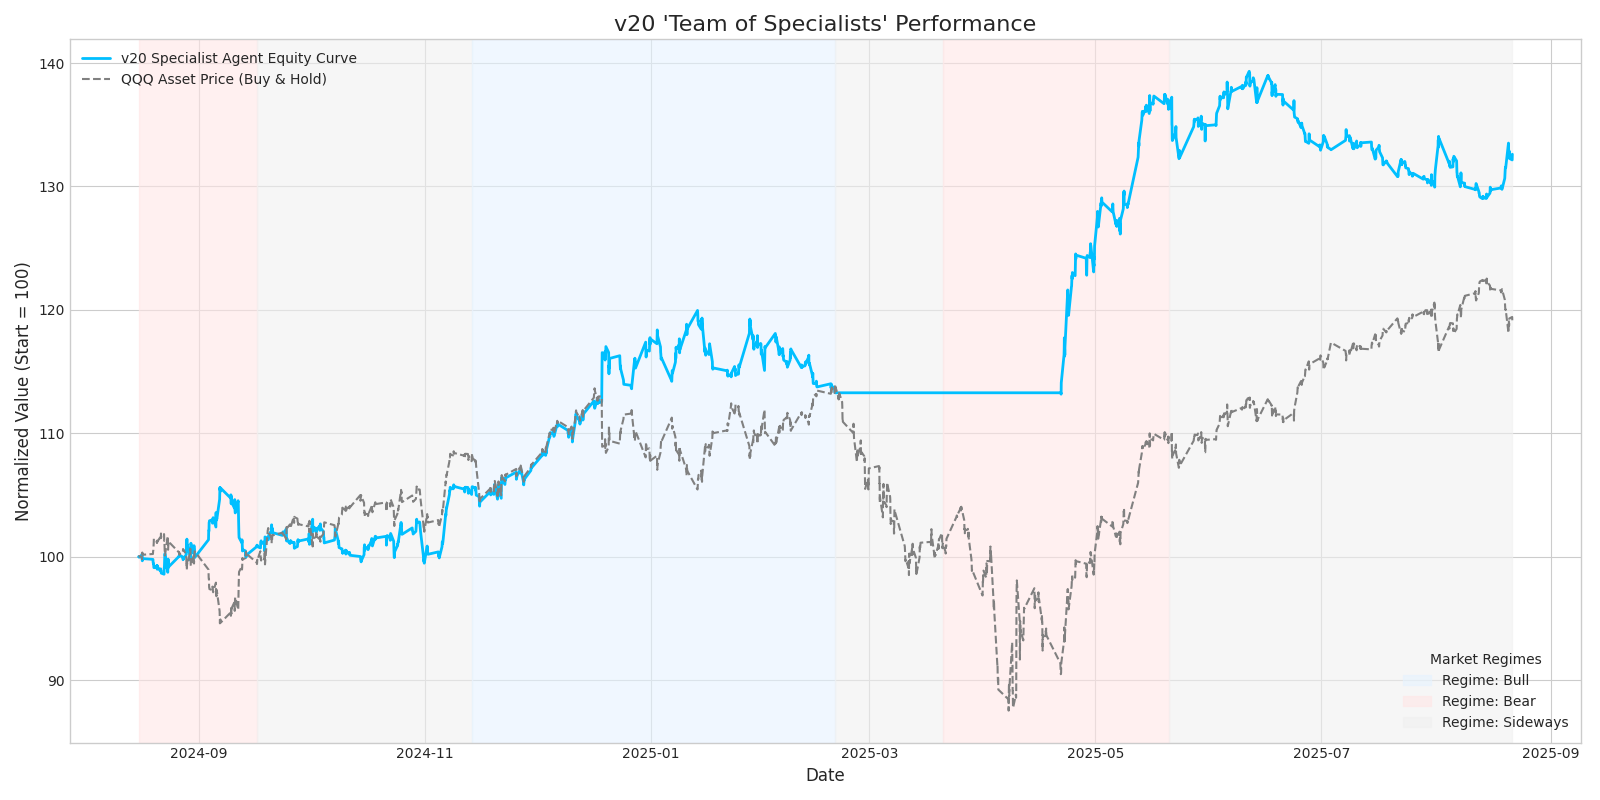 v20 'Team of Specialists' Performance
v20 Specialist Agent Equity Curve
QQQ Asset Price (Buy & Hold)
Normalized Value (Start = 100)
140
130
120
110
100
90
Market Regimes
Regime: Bull
Regime: Bear
Regime: Sideways
2024-09 2024-11 2025-01 2025-03 2025-05 2025-07 2025-09
Date